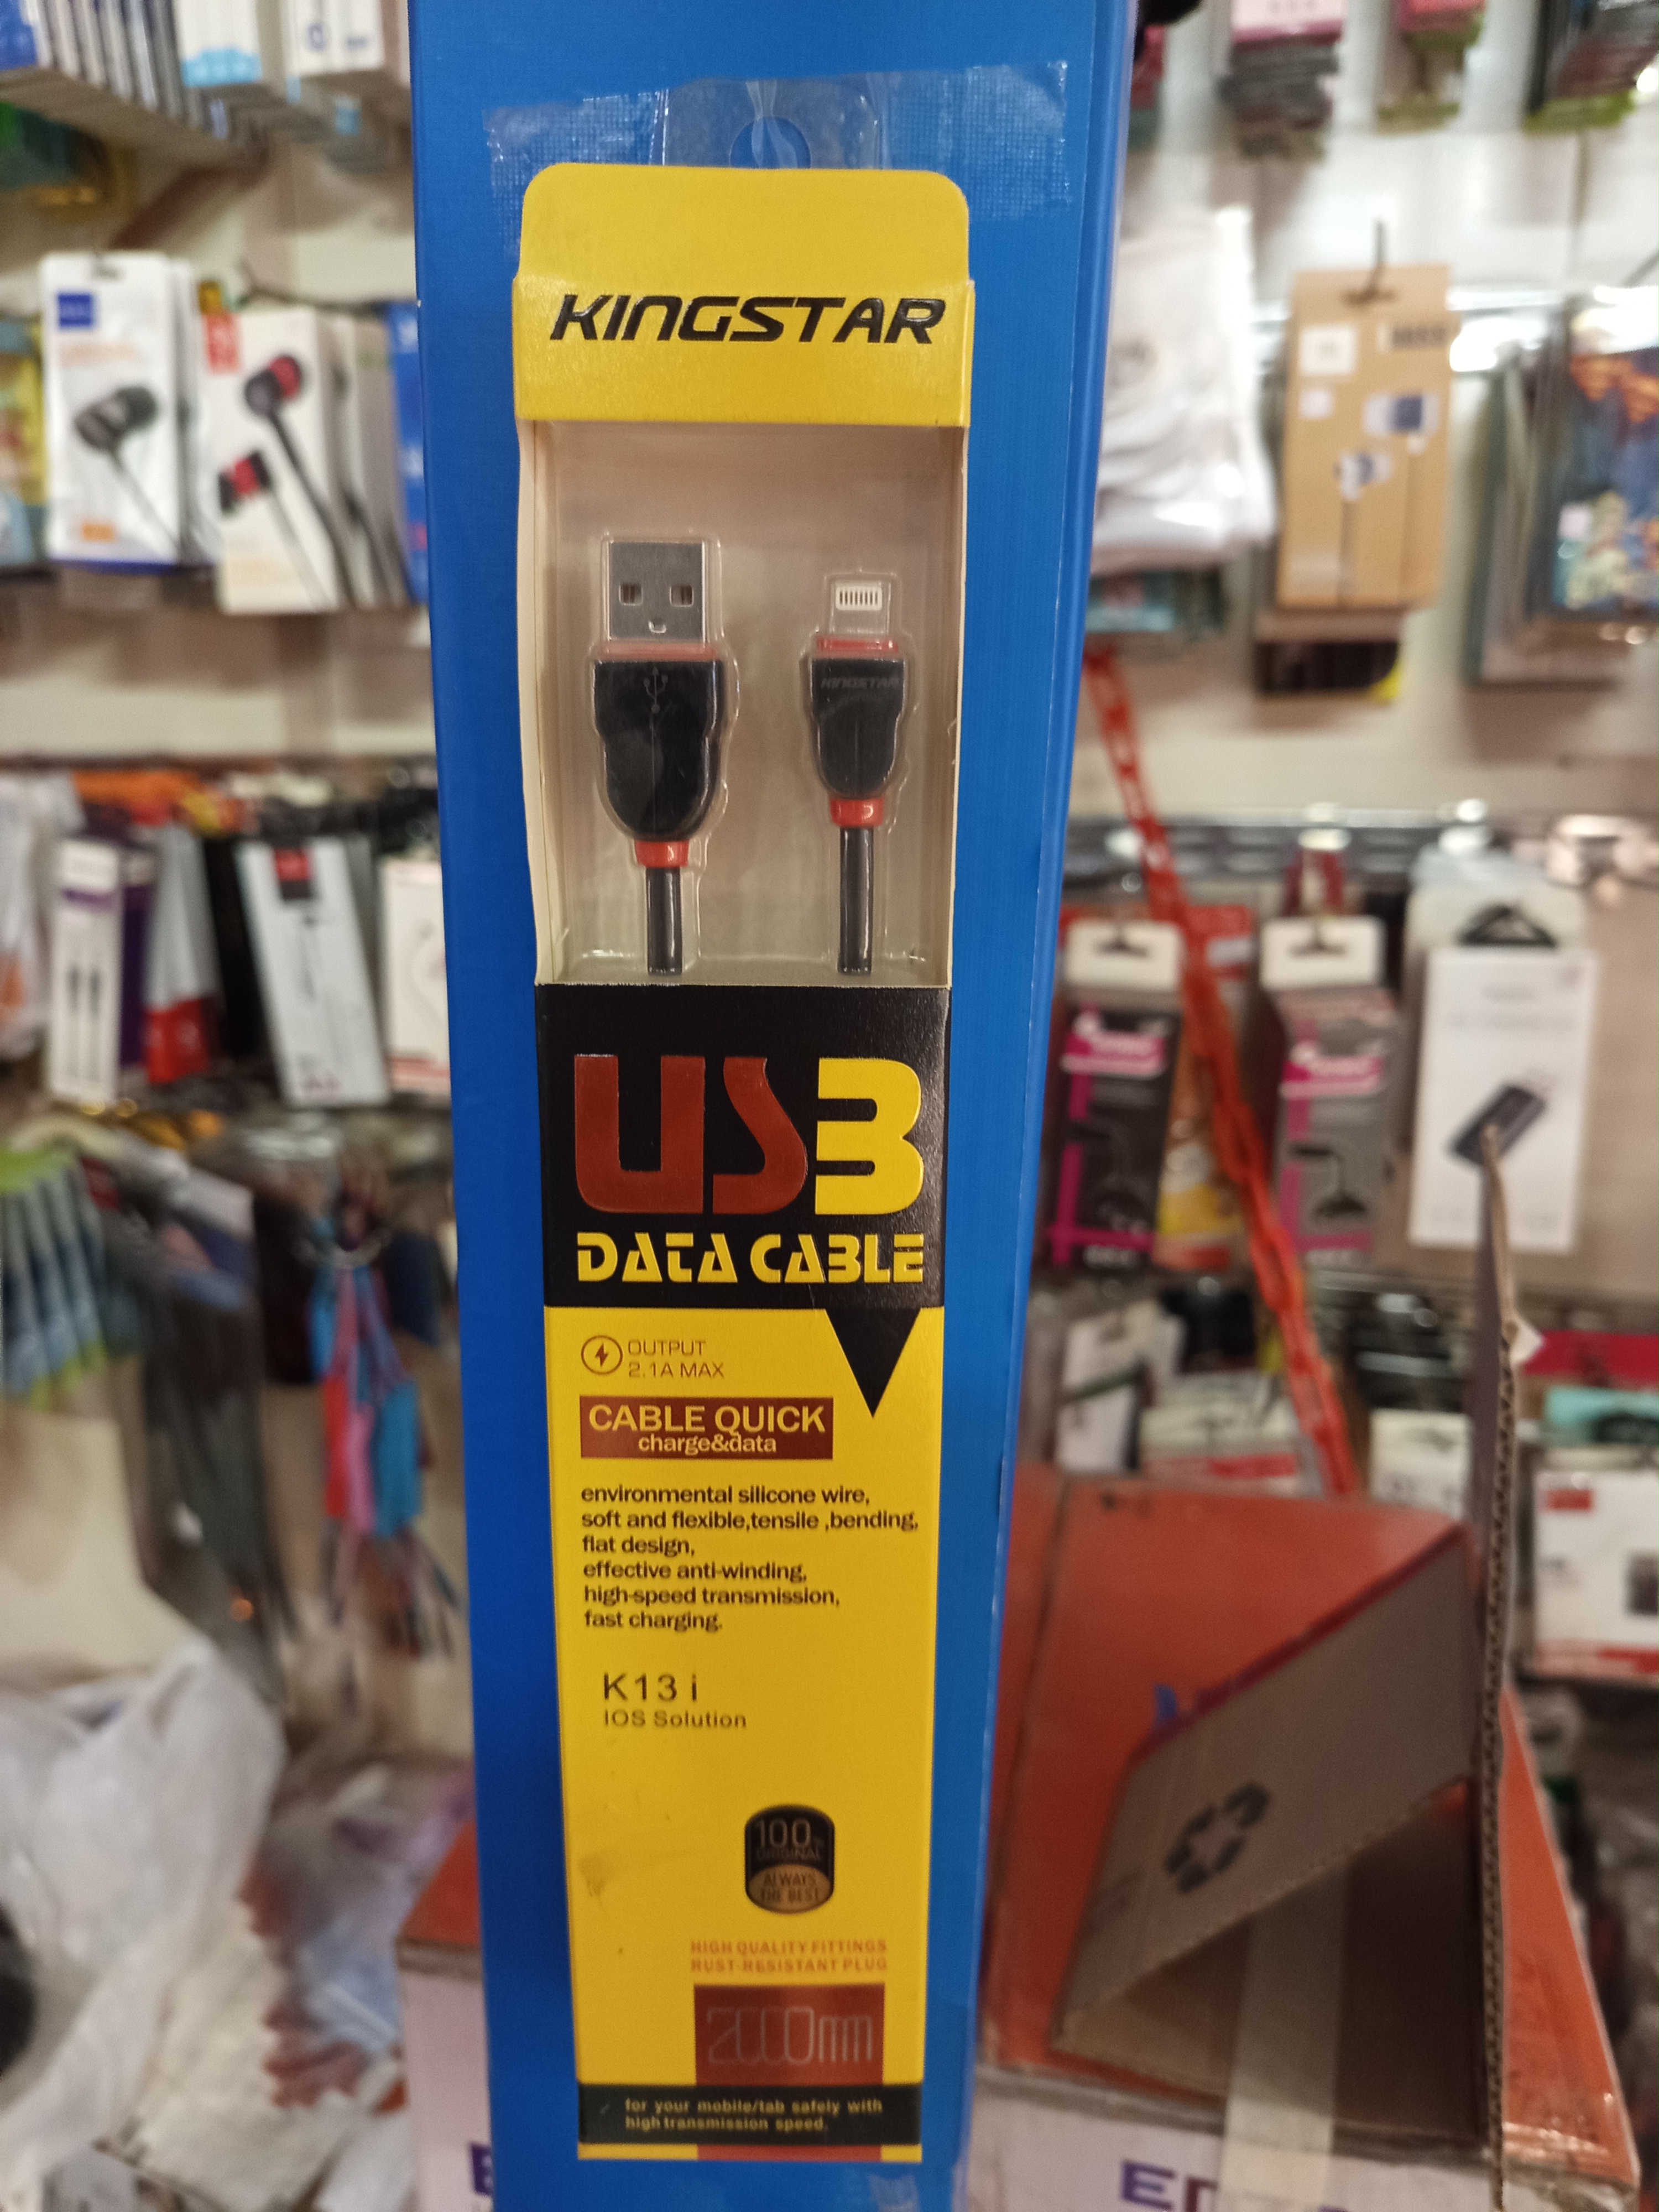 KINGSTAR
KINGSTAR
USB
DATA CABLE
OUTPUT
2.1A MAX
CABLE QUICK
charge&data
environmental silicone wire,
soft and flexible,tensile ,bending,
flat design,
effective anti-winding,
high-speed transmission,
fast charging.
K13 i
IOS Solution
100%
ORIGINAL
ALWAYS
THE BEST
HIGH QUALITY FITTINGS
RUST-RESISTANT PLUG
2000mm
for your mobile/tab safely with
high transmission speed.